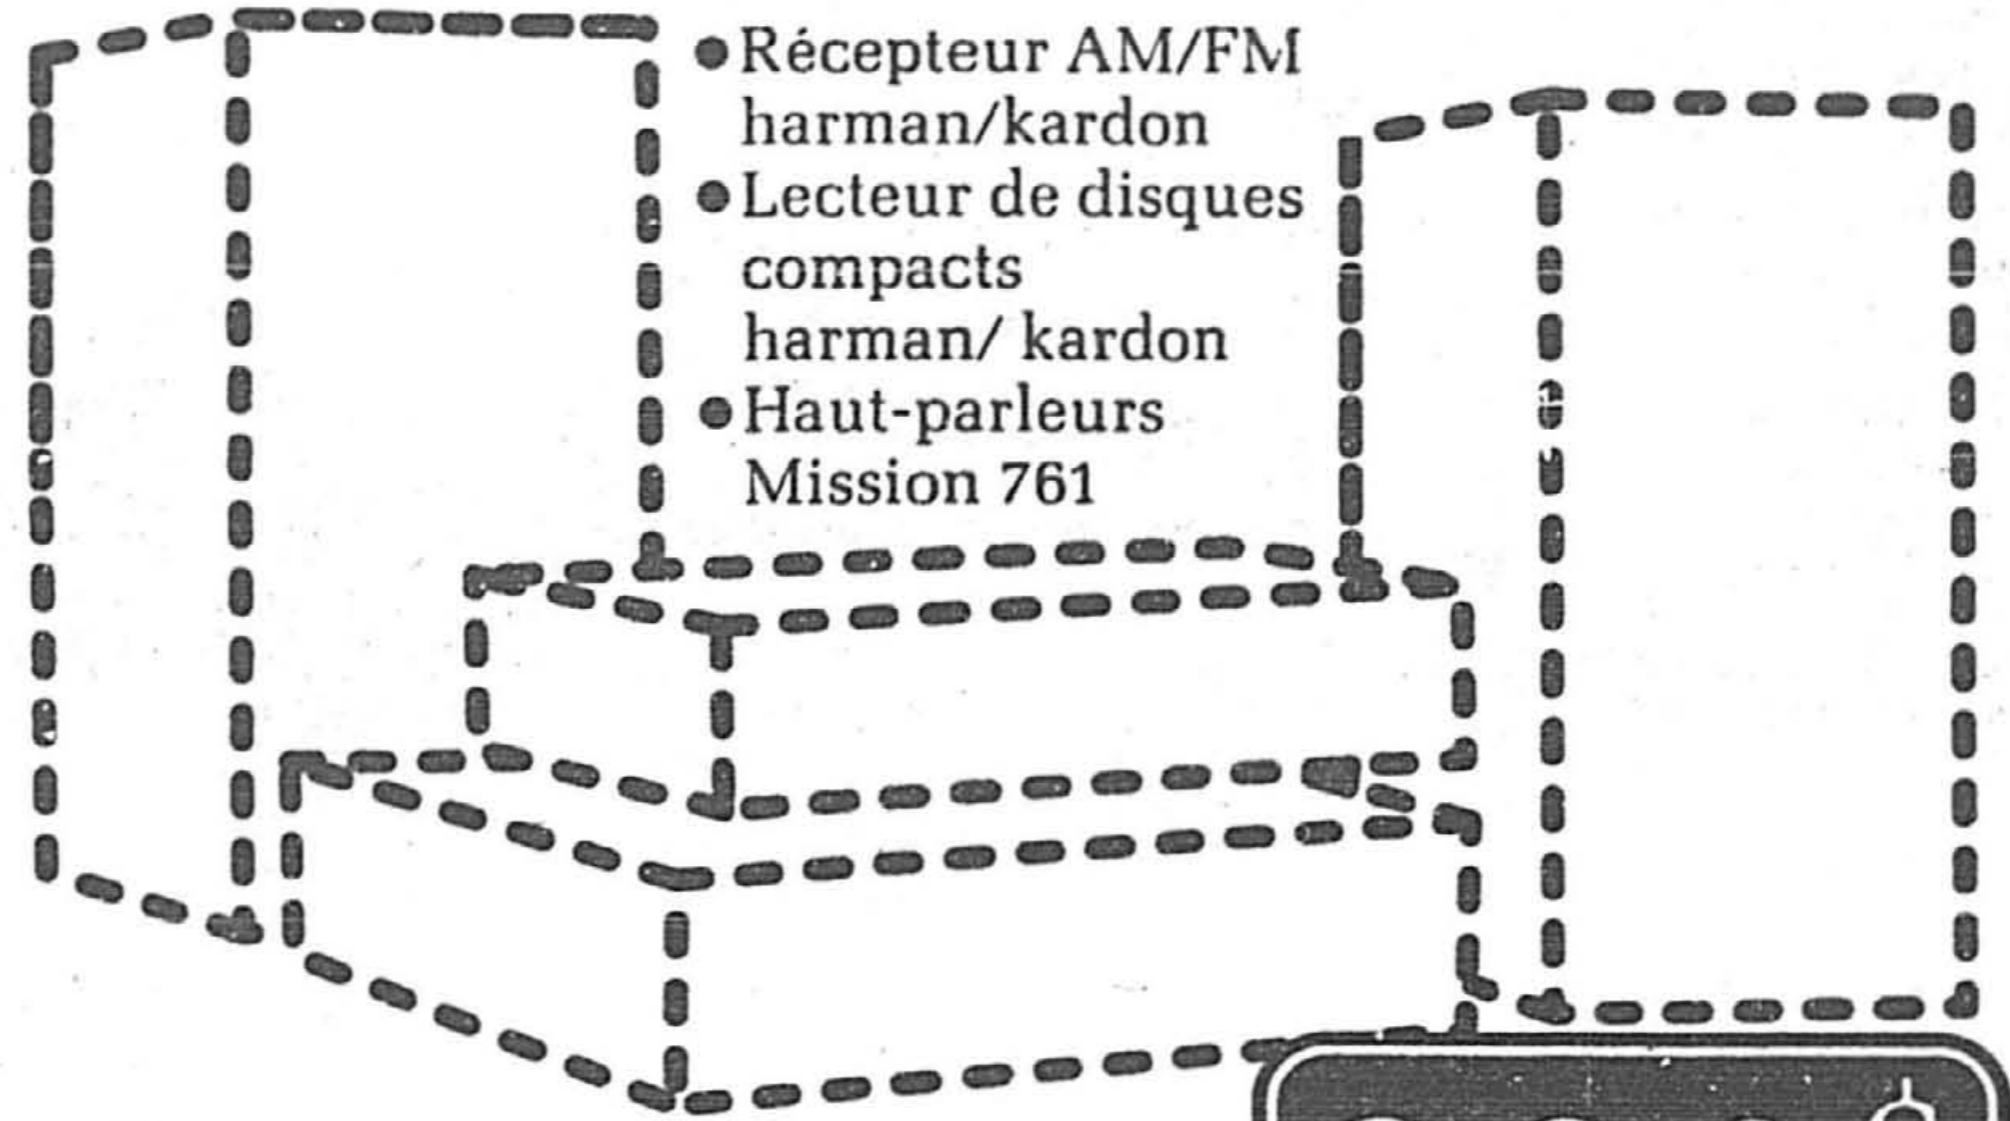 ● Récepteur AM/FM
harman/kardon
● Lecteur de disques
compacts
harman/ kardon
● Haut-parleurs
Mission 761